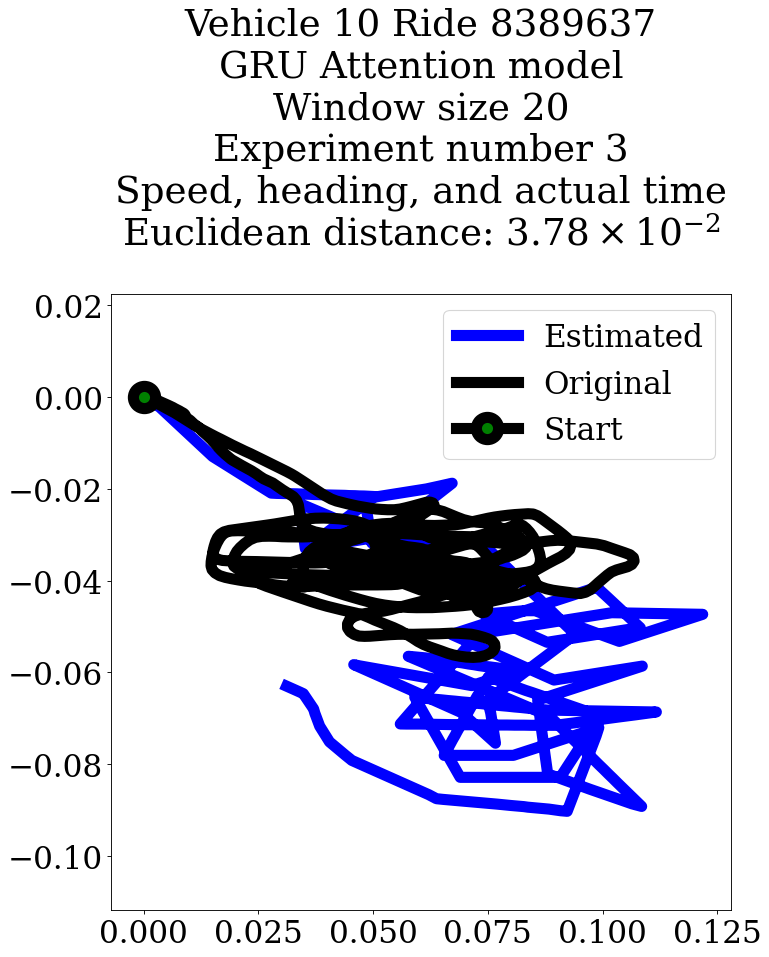 Vehicle 10 Ride 8389637
GRU Attention model
Window size 20
Experiment number 3
Speed, heading, and actual time
Euclidean distance: 3.78 × 10⁻²
0.02
0.00
−0.02
−0.04
−0.06
−0.08
−0.10
Estimated
Original
Start
0.000 0.025 0.050 0.075 0.100 0.125